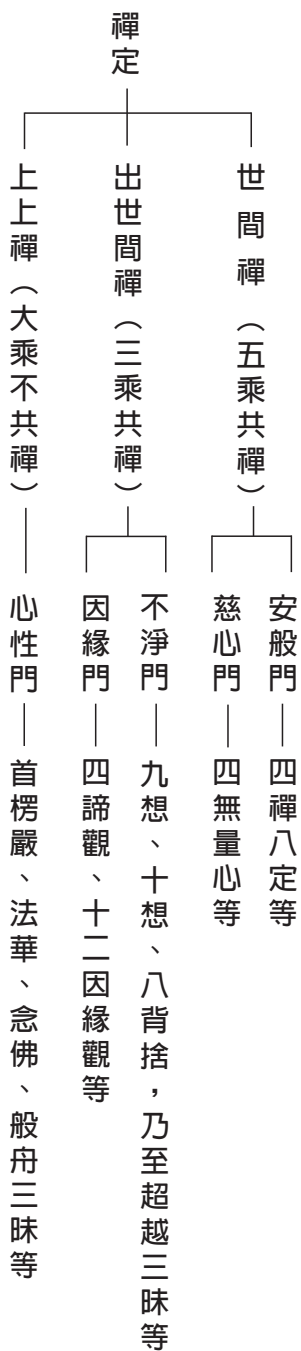 禪定
世間禪（五乘共禪）
安般門
四禪八定等
慈心門
四無量心等
出世間禪（三乘共禪）
不淨門
九想、十想、八背捨，乃至超越三昧等
因緣門
四諦觀、十二因緣觀等
上上禪（大乘不共禪）
心性門
首楞嚴、法華、念佛、般舟三昧等